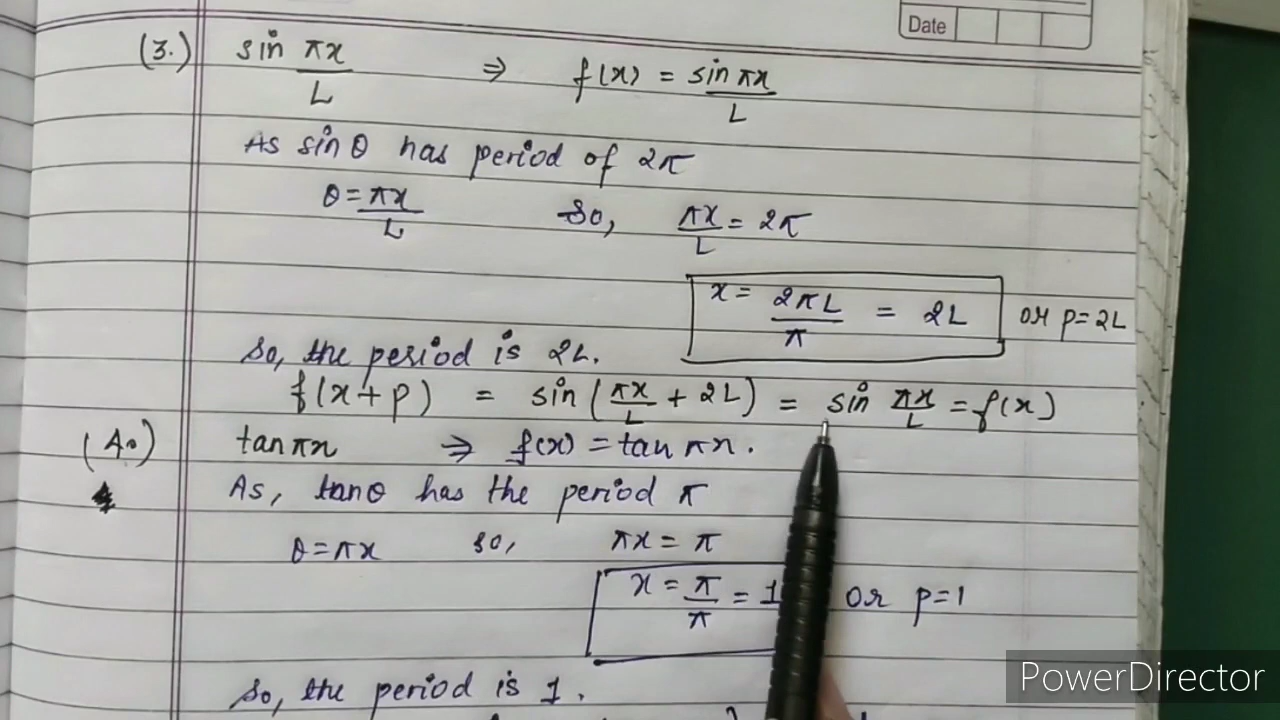 Date
(3.) sin πx/L ⇒ f(x) = sin πx/L
As sin θ has period of 2π
θ = πx/L So, πx/L = 2π
x = 2πL/π = 2L or p=2L
So, the period is 2L.
f(x+p) = sin(πx/L + 2L) = sin πx/L = f(x)
(4.) tan πx ⇒ f(x) = tan πx.
As, tanθ has the period π
θ = πx so, πx = π
x = π/π = 1 or p=1
So, the period is 1.
PowerDirector